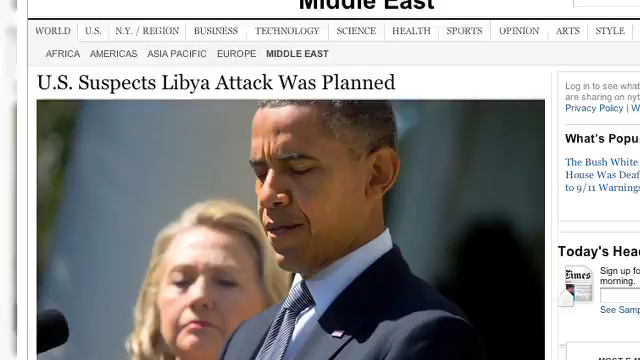 Middle East
WORLD U.S. N.Y. / REGION BUSINESS TECHNOLOGY SCIENCE HEALTH SPORTS OPINION ARTS STYLE
AFRICA AMERICAS ASIA PACIFIC EUROPE MIDDLE EAST
U.S. Suspects Libya Attack Was Planned
Log in to see what
are sharing on nyt
Privacy Policy | W
What's Popu
The Bush White
House Was Deaf
to 9/11 Warnings
Today's Hea
Times
Sign up fo
morning.
See Samp